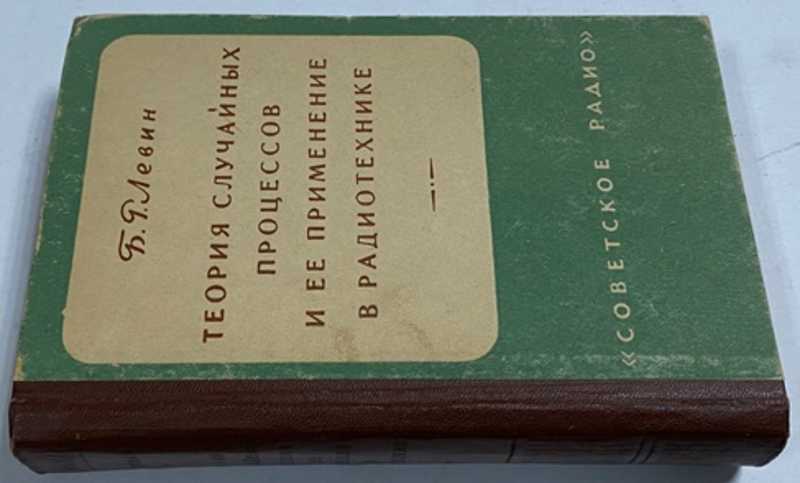 Б. Г. Левин
ТЕОРИЯ СЛУЧАЙНЫХ
ПРОЦЕССОВ
И ЕЕ ПРИМЕНЕНИЕ
В РАДИОТЕХНИКЕ
«СОВЕТСКОЕ РАДИО»